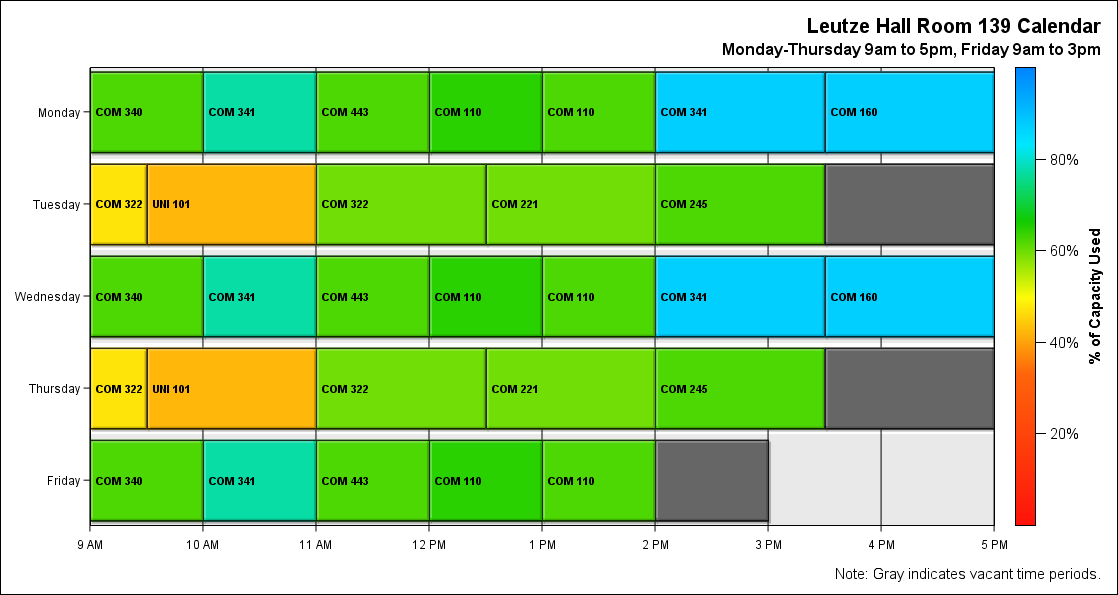 Leutze Hall Room 139 Calendar
Monday-Thursday 9am to 5pm, Friday 9am to 3pm
Monday COM 340 COM 341 COM 443 COM 110 COM 110 COM 341 COM 160
Tuesday COM 322 UNI 101 COM 322 COM 221 COM 245
Wednesday COM 340 COM 341 COM 443 COM 110 COM 110 COM 341 COM 160
Thursday COM 322 UNI 101 COM 322 COM 221 COM 245
Friday COM 340 COM 341 COM 443 COM 110 COM 110
9 AM 10 AM 11 AM 12 PM 1 PM 2 PM 3 PM 4 PM 5 PM
80%
60%
40%
20%
% of Capacity Used
Note: Gray indicates vacant time periods.